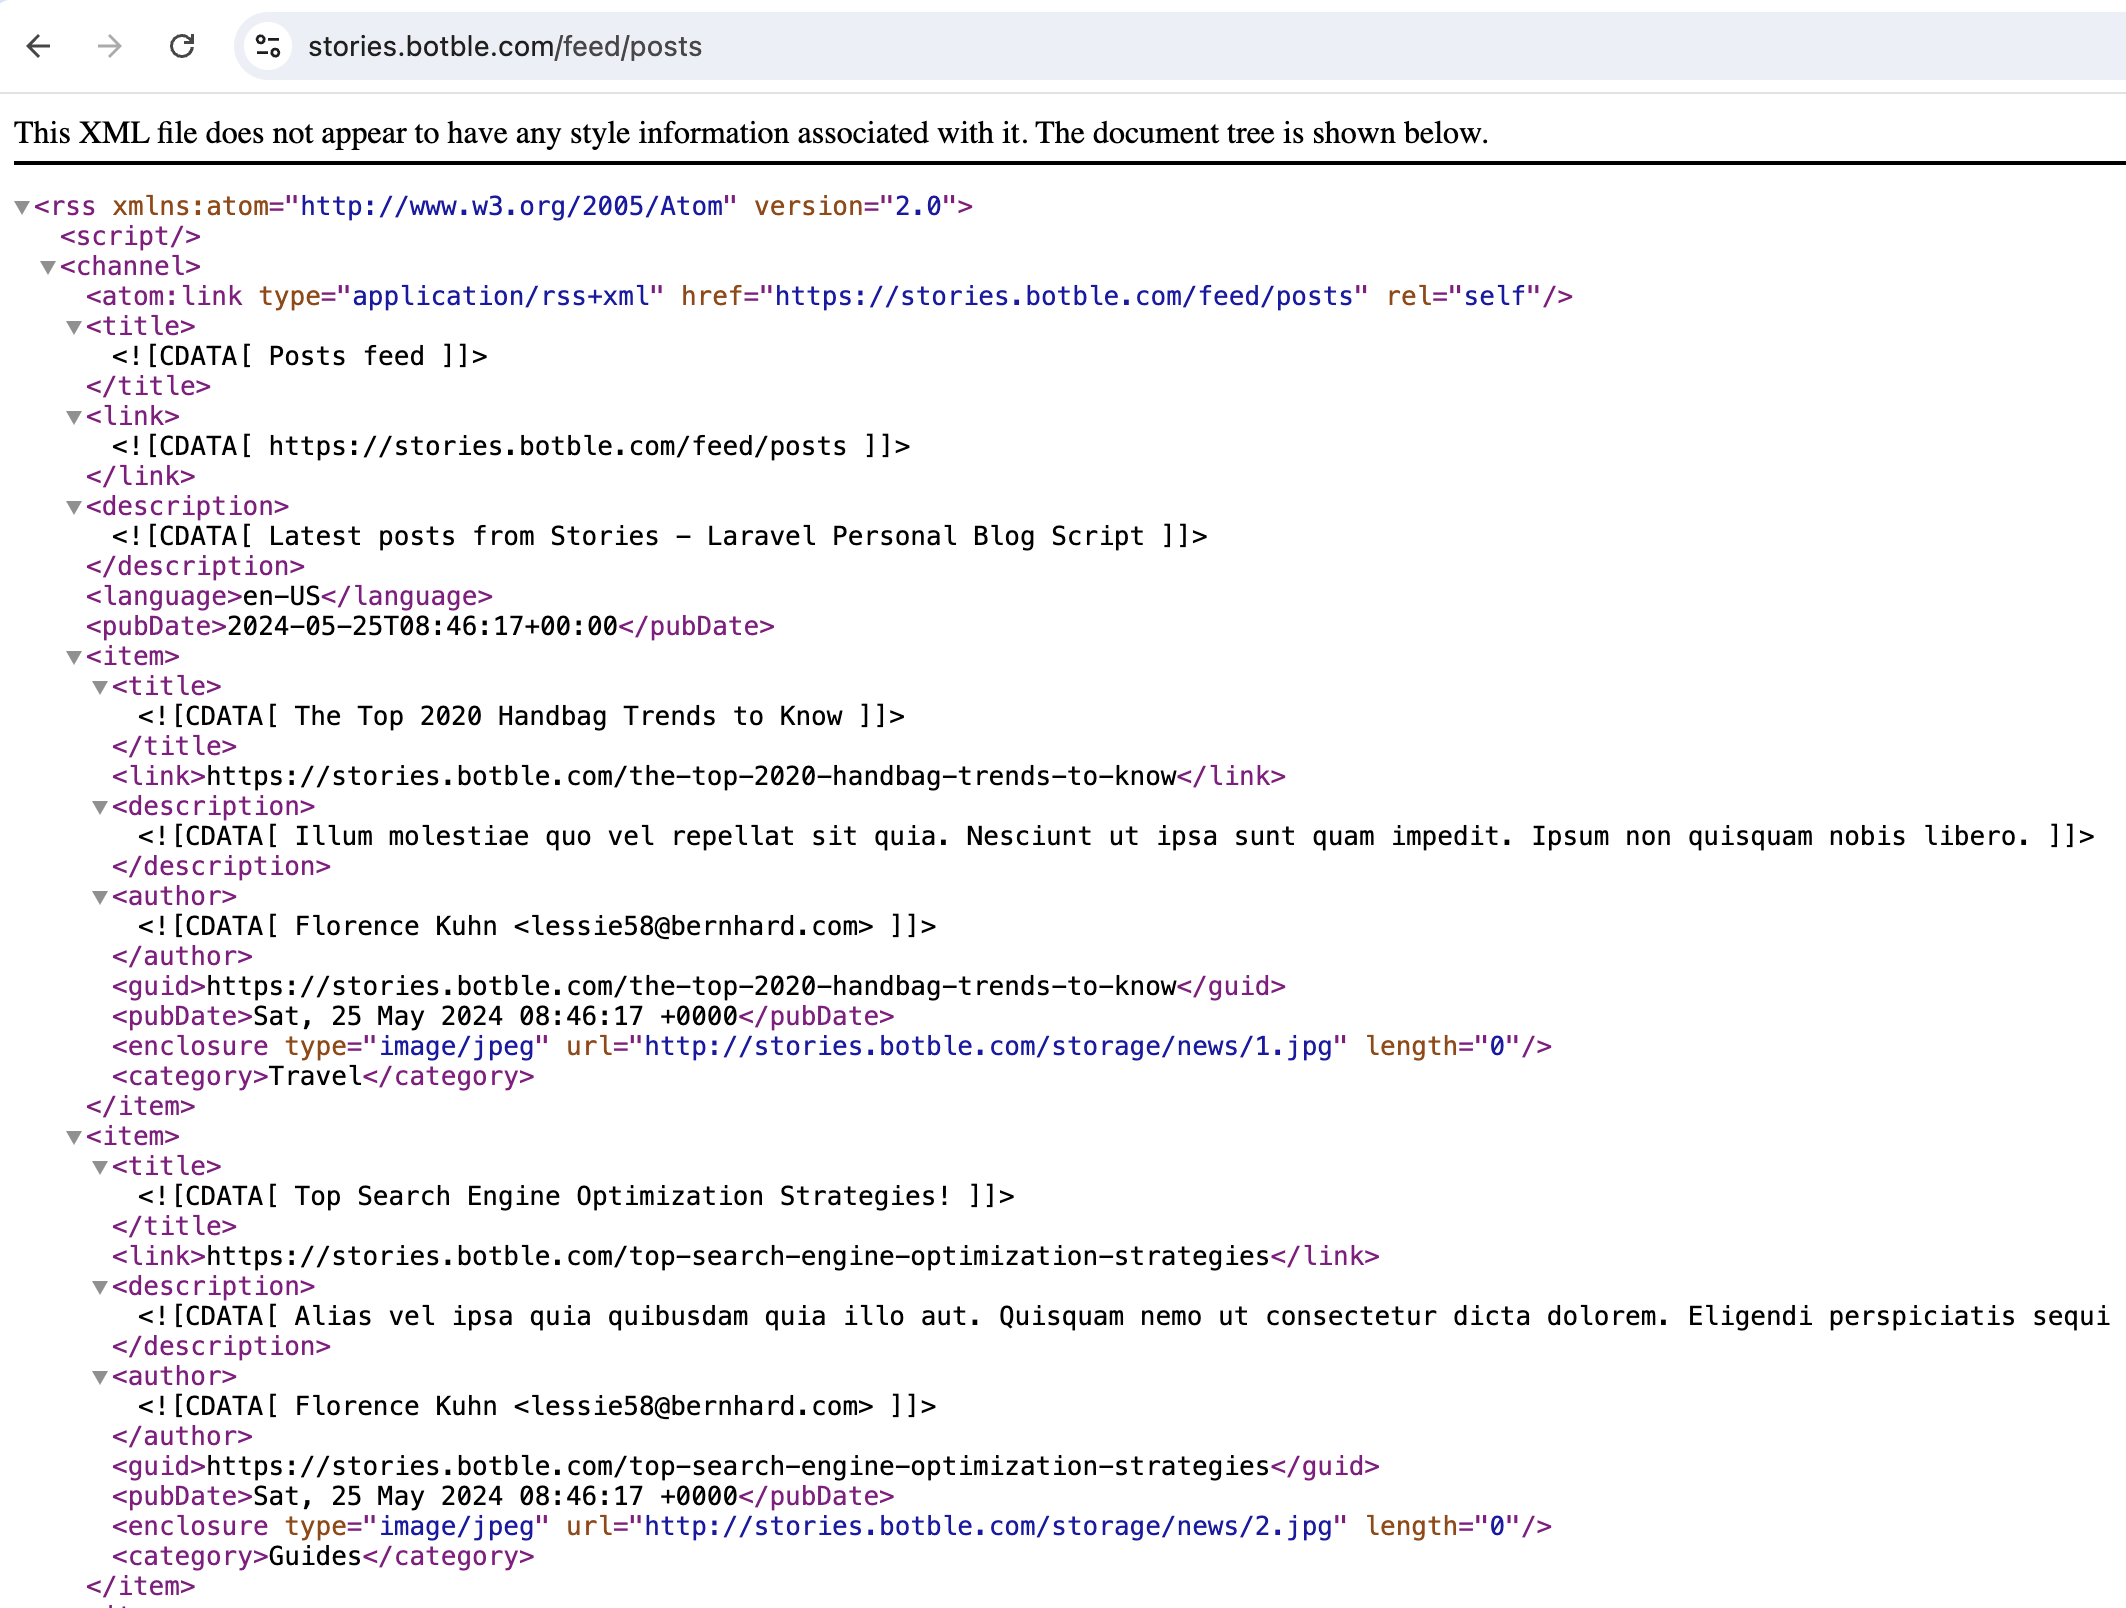 stories.botble.com/feed/posts
This XML file does not appear to have any style information associated with it. The document tree is shown below.
<rss xmlns:atom="http://www.w3.org/2005/Atom" version="2.0">
<script/>
<channel>
<atom:link type="application/rss+xml" href="https://stories.botble.com/feed/posts" rel="self"/>
<title>
<![CDATA[ Posts feed ]]>
</title>
<link>
<![CDATA[ https://stories.botble.com/feed/posts ]]>
</link>
<description>
<![CDATA[ Latest posts from Stories – Laravel Personal Blog Script ]]>
</description>
<language>en-US</language>
<pubDate>2024-05-25T08:46:17+00:00</pubDate>
<item>
<title>
<![CDATA[ The Top 2020 Handbag Trends to Know ]]>
</title>
<link>https://stories.botble.com/the-top-2020-handbag-trends-to-know</link>
<description>
<![CDATA[ Illum molestiae quo vel repellat sit quia. Nesciunt ut ipsa sunt quam impedit. Ipsum non quisquam nobis libero. ]]>
</description>
<author>
<![CDATA[ Florence Kuhn <lessie58@bernhard.com> ]]>
</author>
<guid>https://stories.botble.com/the-top-2020-handbag-trends-to-know</guid>
<pubDate>Sat, 25 May 2024 08:46:17 +0000</pubDate>
<enclosure type="image/jpeg" url="http://stories.botble.com/storage/news/1.jpg" length="0"/>
<category>Travel</category>
</item>
<item>
<title>
<![CDATA[ Top Search Engine Optimization Strategies! ]]>
</title>
<link>https://stories.botble.com/top-search-engine-optimization-strategies</link>
<description>
<![CDATA[ Alias vel ipsa quia quibusdam quia illo aut. Quisquam nemo ut consectetur dicta dolorem. Eligendi perspiciatis sequi
</description>
<author>
<![CDATA[ Florence Kuhn <lessie58@bernhard.com> ]]>
</author>
<guid>https://stories.botble.com/top-search-engine-optimization-strategies</guid>
<pubDate>Sat, 25 May 2024 08:46:17 +0000</pubDate>
<enclosure type="image/jpeg" url="http://stories.botble.com/storage/news/2.jpg" length="0"/>
<category>Guides</category>
</item>